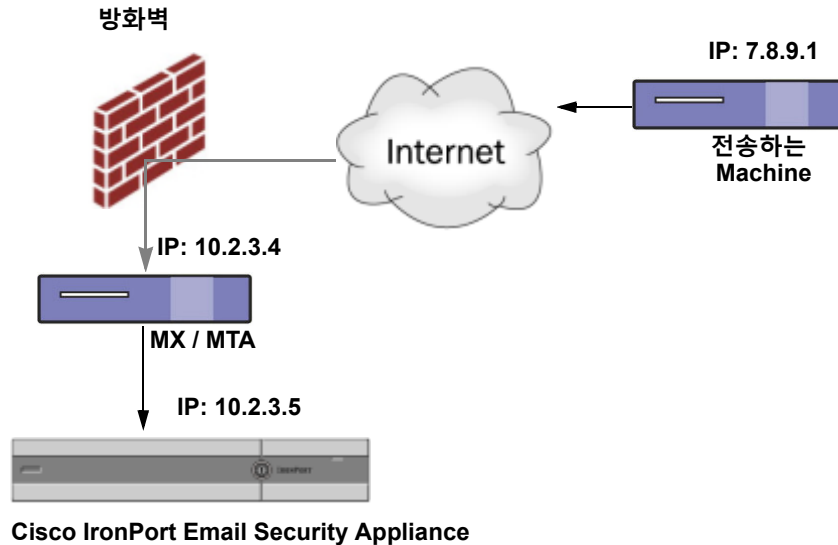 방화벽
IP: 7.8.9.1
Internet
전송하는
Machine
IP: 10.2.3.4
MX / MTA
IP: 10.2.3.5
IRONPORT
Cisco IronPort Email Security Appliance